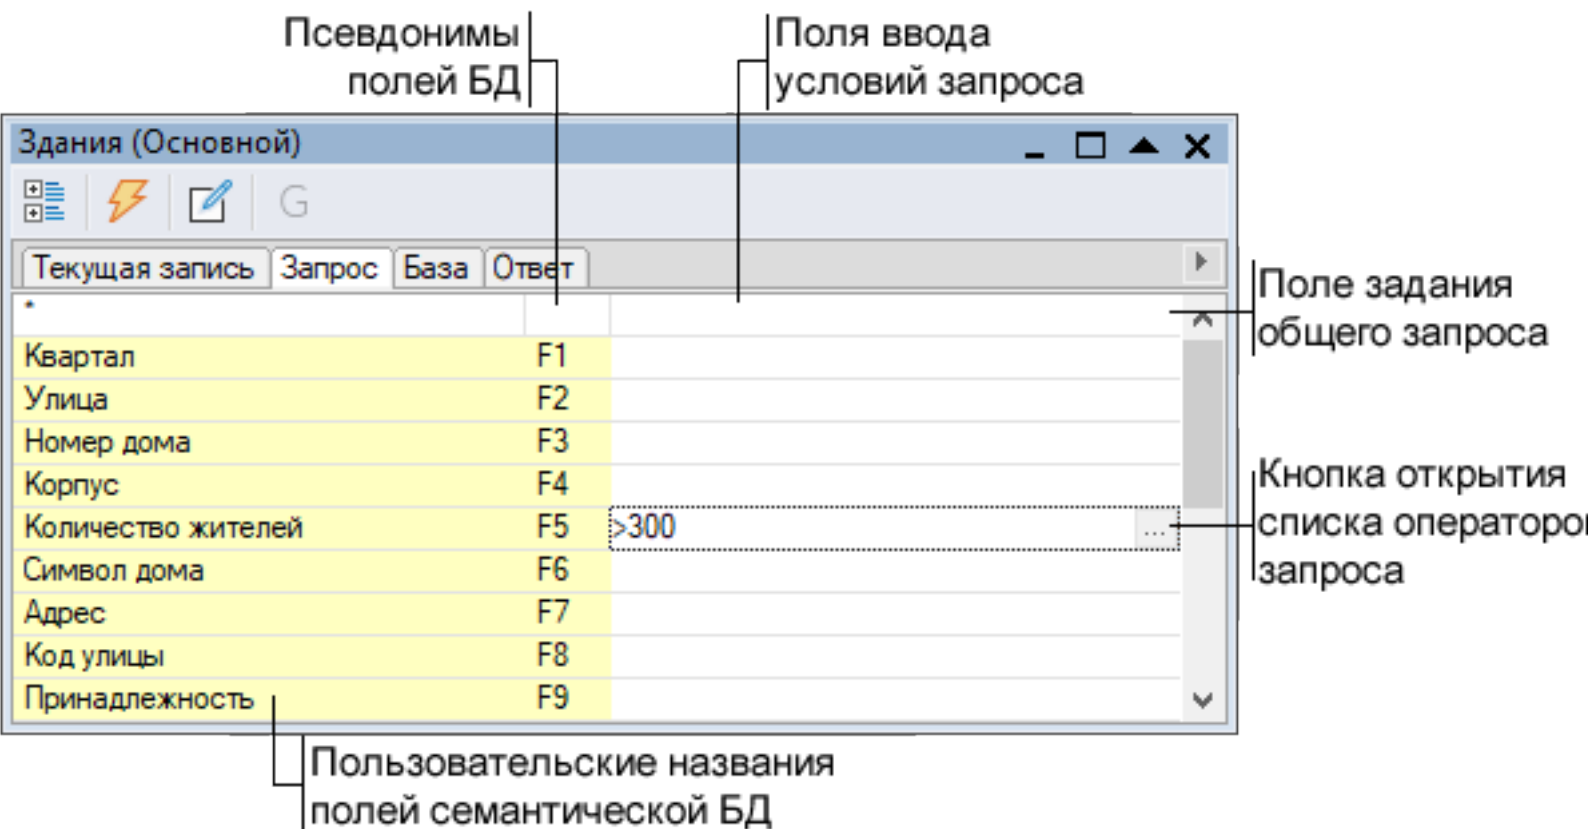 Псевдонимы
полей БД
Поля ввода
условий запроса
Здания (Основной)
G
Текущая запись Запрос База Ответ
*
Поле задания
общего запроса
Квартал F1
Улица F2
Номер дома F3
Корпус F4
Количество жителей F5 >300 ...
Кнопка открытия
списка операторо
запроса
Символ дома F6
Адрес F7
Код улицы F8
Принадлежность F9
Пользовательские названия
полей семантической БД